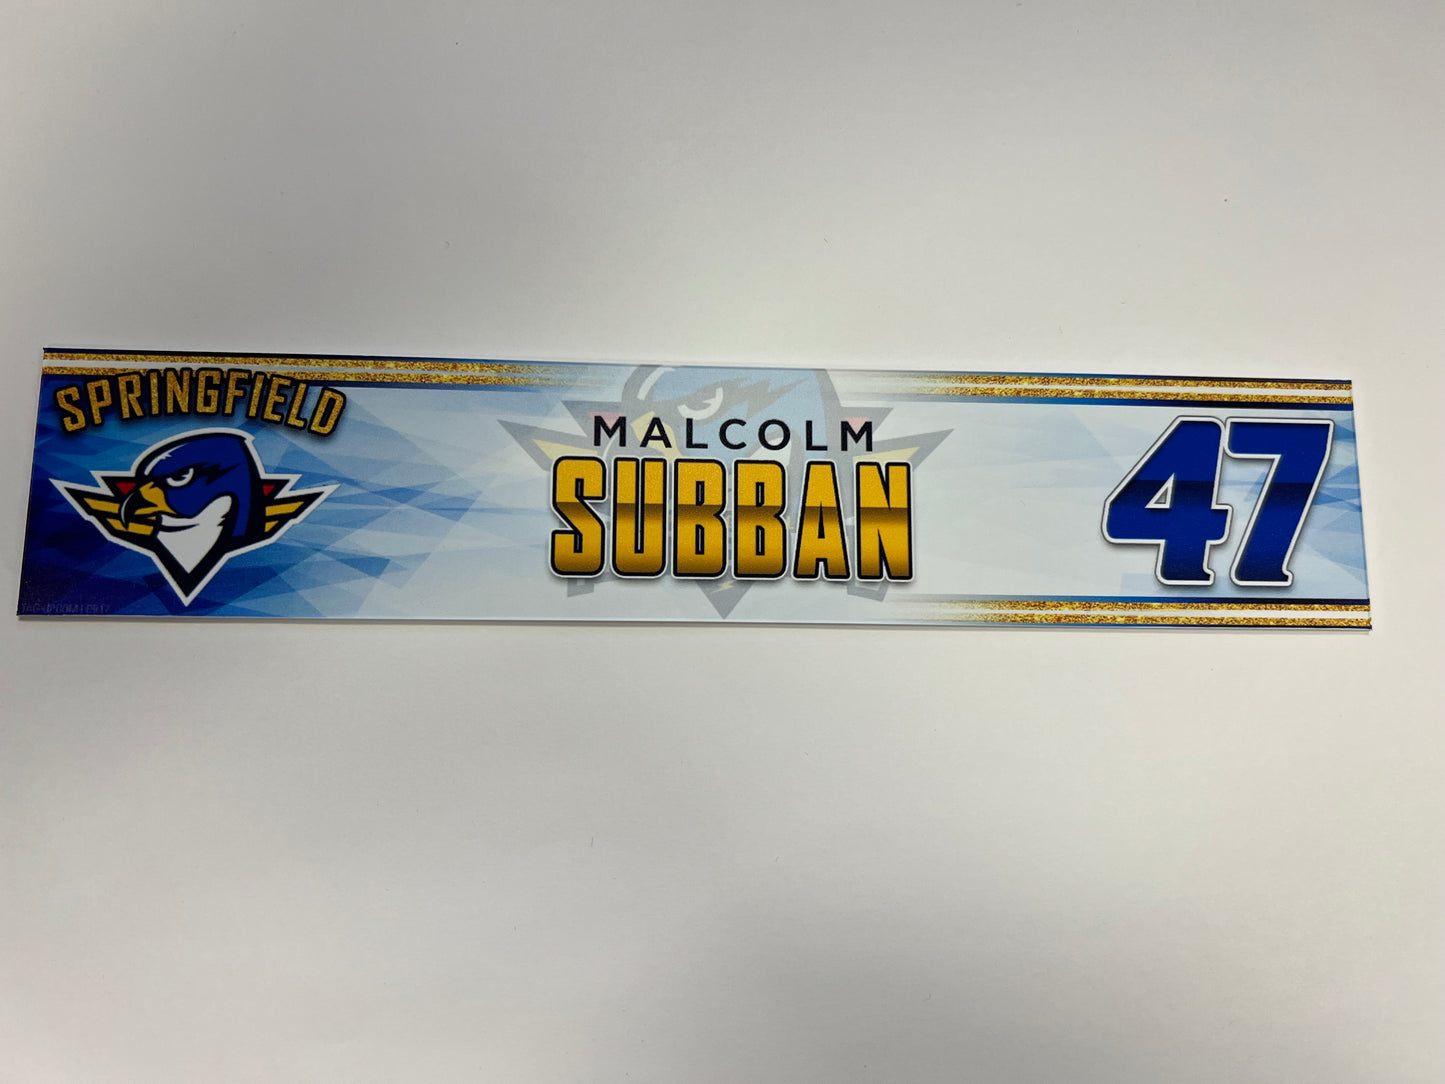 SPRINGFIELD
MALCOLM
SUBBAN
47